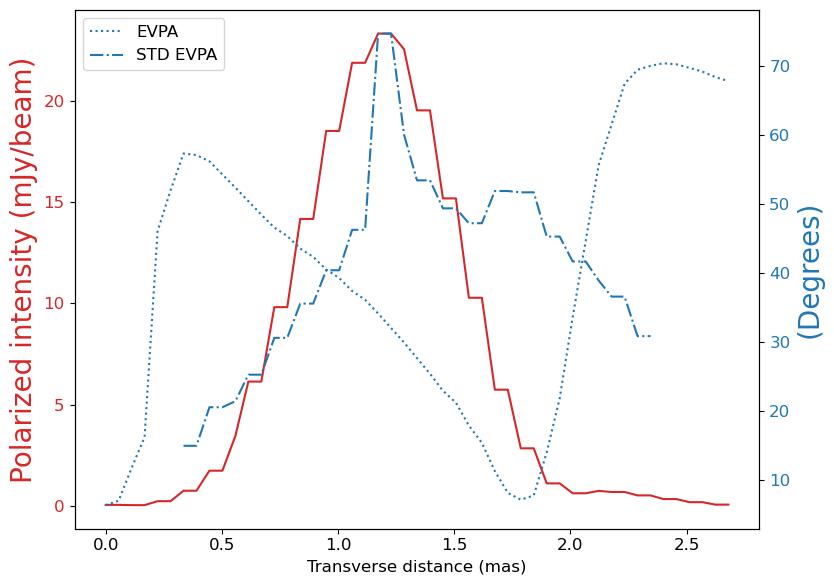 EVPA
STD EVPA
Polarized intensity (mJy/beam)
20
15
10
5
0
70
60
50
40
30
20
10
(Degrees)
0.0 0.5 1.0 1.5 2.0 2.5
Transverse distance (mas)